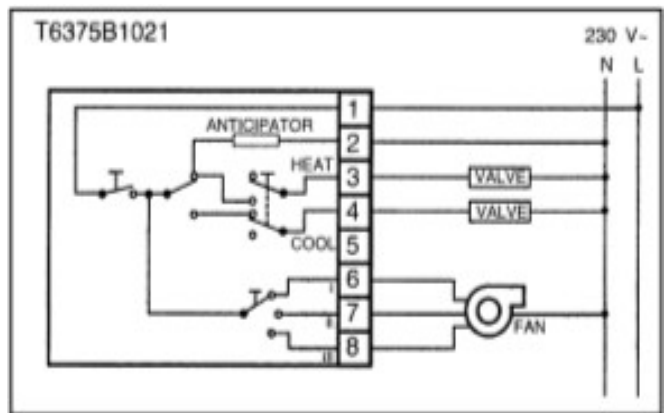 T6375B1021
230 V~
N L
1
ANTICIPATOR
2
HEAT
3
VALVE
4
VALVE
COOL
5
I
6
II
7
FAN
III
8